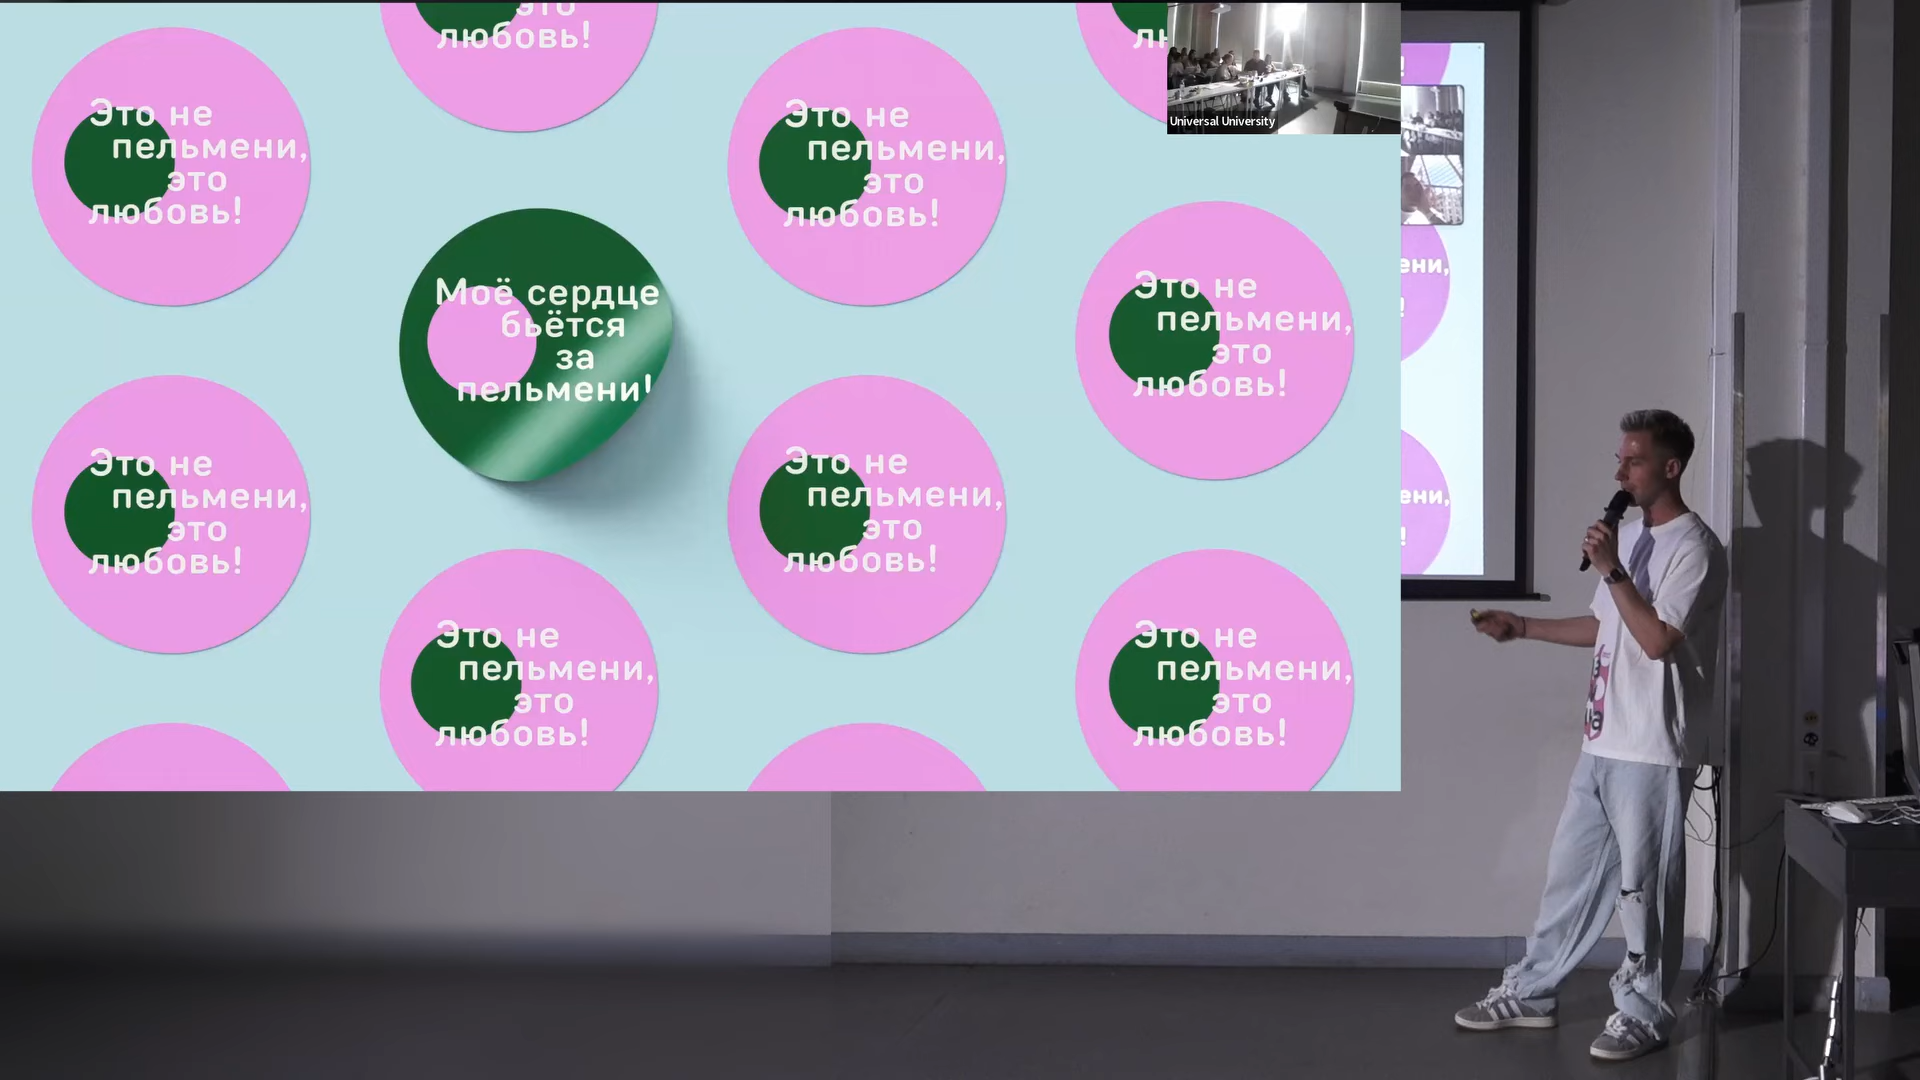 это
любовь!
Это не
пельмени,
это
любовь!
Это не
пельмени,
это
любовь!
Universal University
Моё сердце
бьётся
за
пельмени!
Это не
пельмени,
это
любовь!
Это не
пельмени,
это
любовь!
Это не
пельмени,
это
любовь!
Это не
пельмени,
это
любовь!
Это не
пельмени,
это
любовь!